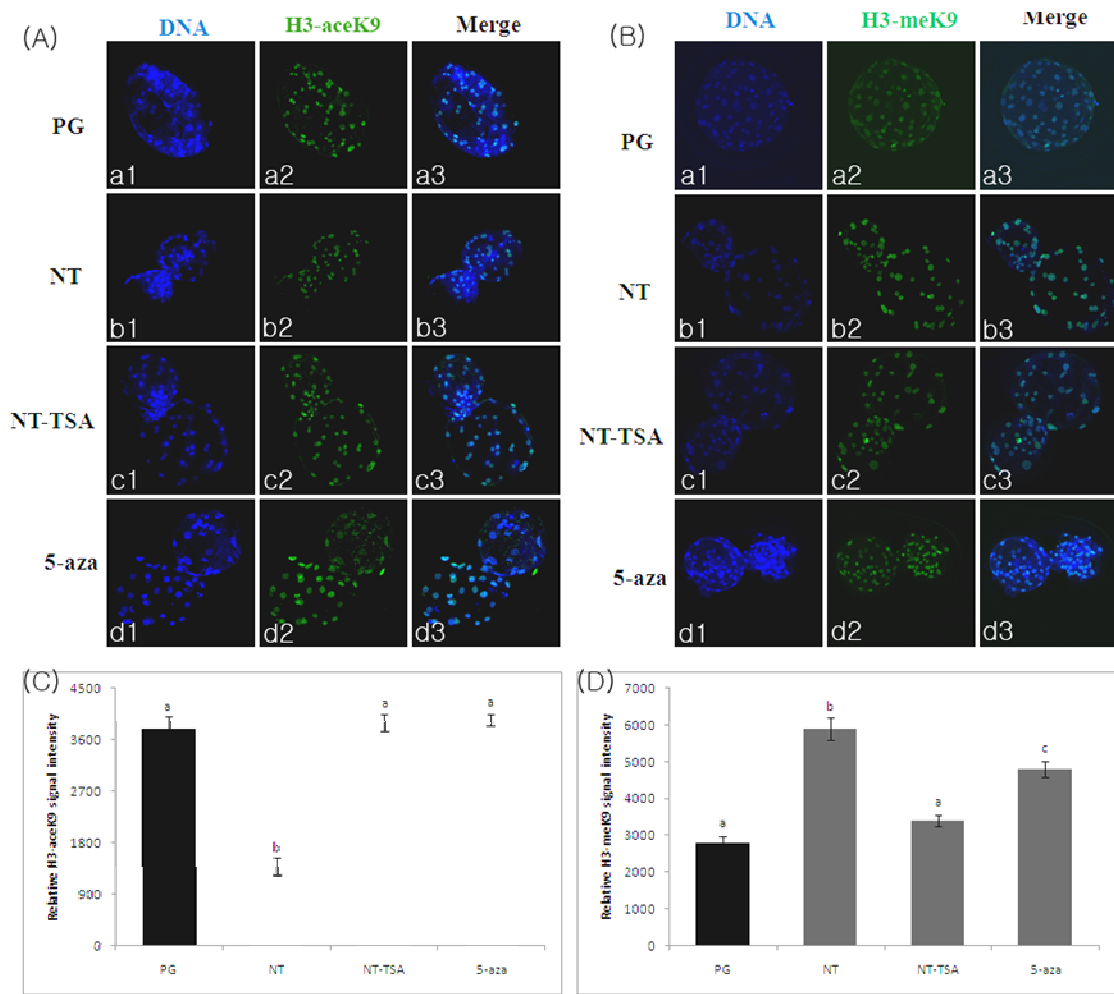 (A)
DNA H3-aceK9 Merge
PG
a1 a2 a3
NT
b1 b2 b3
NT-TSA
c1 c2 c3
5-aza
d1 d2 d3
(B)
DNA H3-meK9 Merge
PG
a1 a2 a3
NT
b1 b2 b3
NT-TSA
c1 c2 c3
5-aza
d1 d2 d3
(C)
Relative H3-aceK9 signal intensity
4500
3600
2700
1800
900
0
a
b
a
a
PG NT NT-TSA 5-aza
(D)
Relative H3-meK9 signal intensity
7000
6000
5000
4000
3000
2000
1000
0
a
b
a
c
PG NT NT-TSA 5-aza